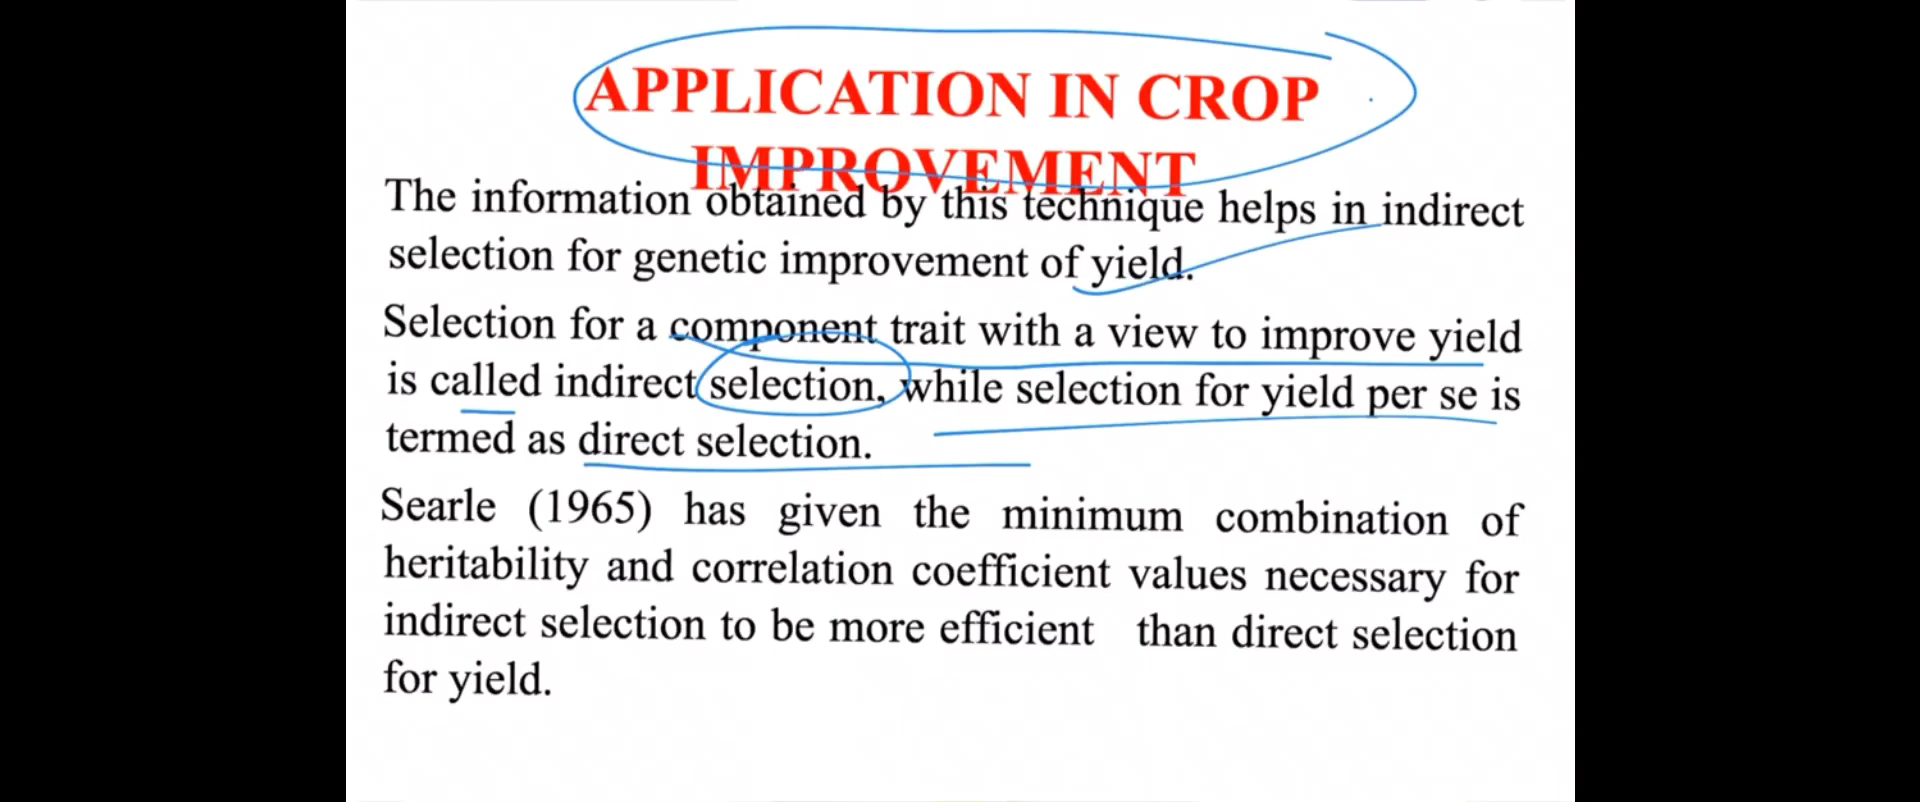 APPLICATION IN CROP
IMPROVEMENT
The information obtained by this technique helps in indirect
selection for genetic improvement of yield.
Selection for a component trait with a view to improve yield
is called indirect selection, while selection for yield per se is
termed as direct selection.
Searle (1965) has given the minimum combination of
heritability and correlation coefficient values necessary for
indirect selection to be more efficient than direct selection
for yield.